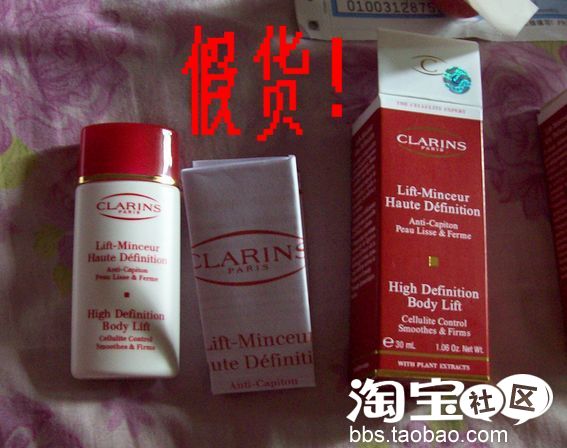 0100312875
假货！
C
THE CELLULITE EXPERT
CLARINS
PARIS
Lift-Minceur
Haute Définition
Anti-Capiton
Peau Lisse & Ferme
High Definition
Body Lift
Cellulite Control
Smoothes & Firms
CLARINS
PARIS
Lift-Minceur
Haute Définiti
Anti-Capiton
CLARINS
PARIS
Lift-Minceur
Haute Définition
Anti-Capiton
Peau Lisse & Ferme
High Definition
Body Lift
Cellulite Control
Smoothes & Firms
℮ 30 mL 1.06 Oz. Net Wt.
WITH PLANT EXTRACTS
淘宝社区
bbs.taobao.com